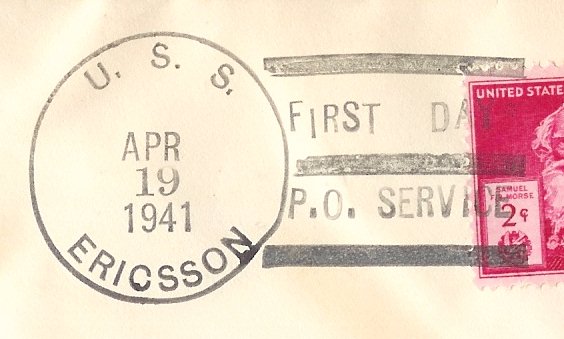 U. S. S.
APR
19
1941
ERICSSON
FIRST DAY
P.O. SERVICE
UNITED STATE
SAMUEL
MORSE
2¢